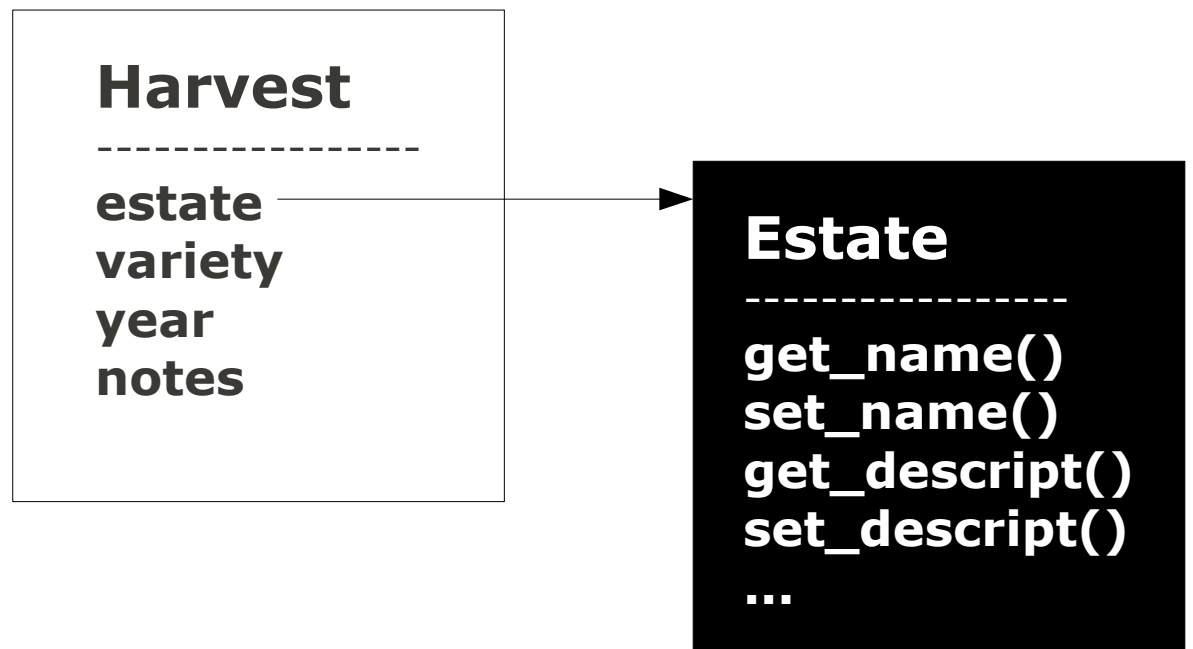 Harvest
-----------------
estate
variety
year
notes
Estate
-----------------
get_name()
set_name()
get_descript()
set_descript()
...